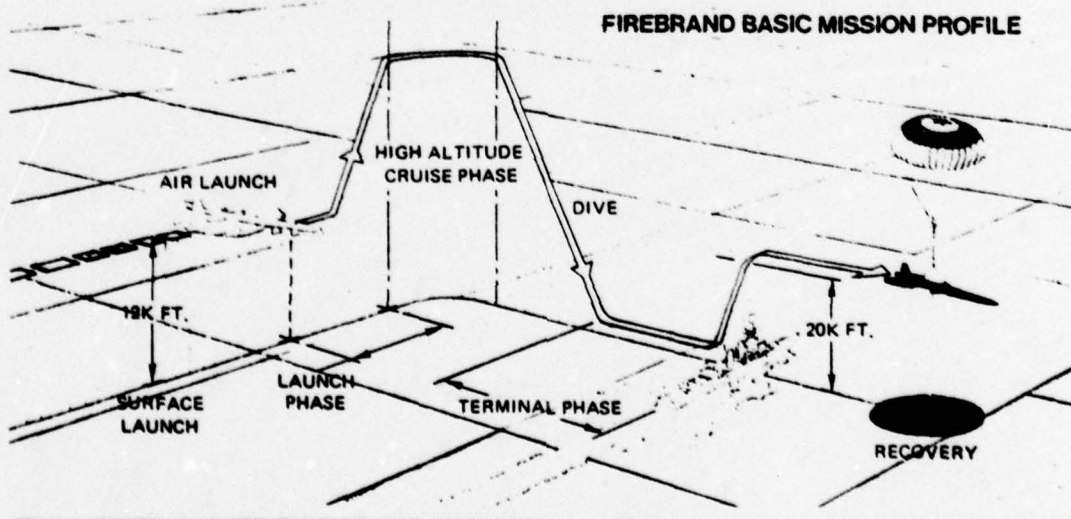 FIREBRAND BASIC MISSION PROFILE
HIGH ALTITUDE
CRUISE PHASE
AIR LAUNCH
DIVE
FT.
20K FT.
LAUNCH
PHASE
SURFACE
LAUNCH
TERMINAL PHASE
RECOVERY